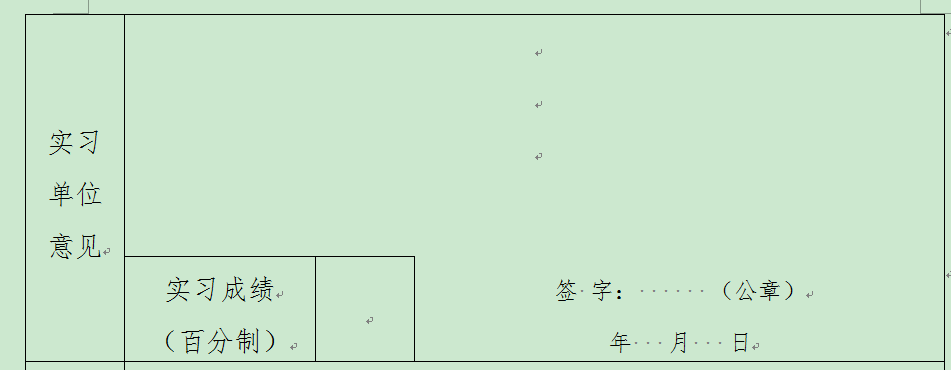 实习
单位
意见
实习成绩
（百分制）
签 字： （公章）
年 月 日